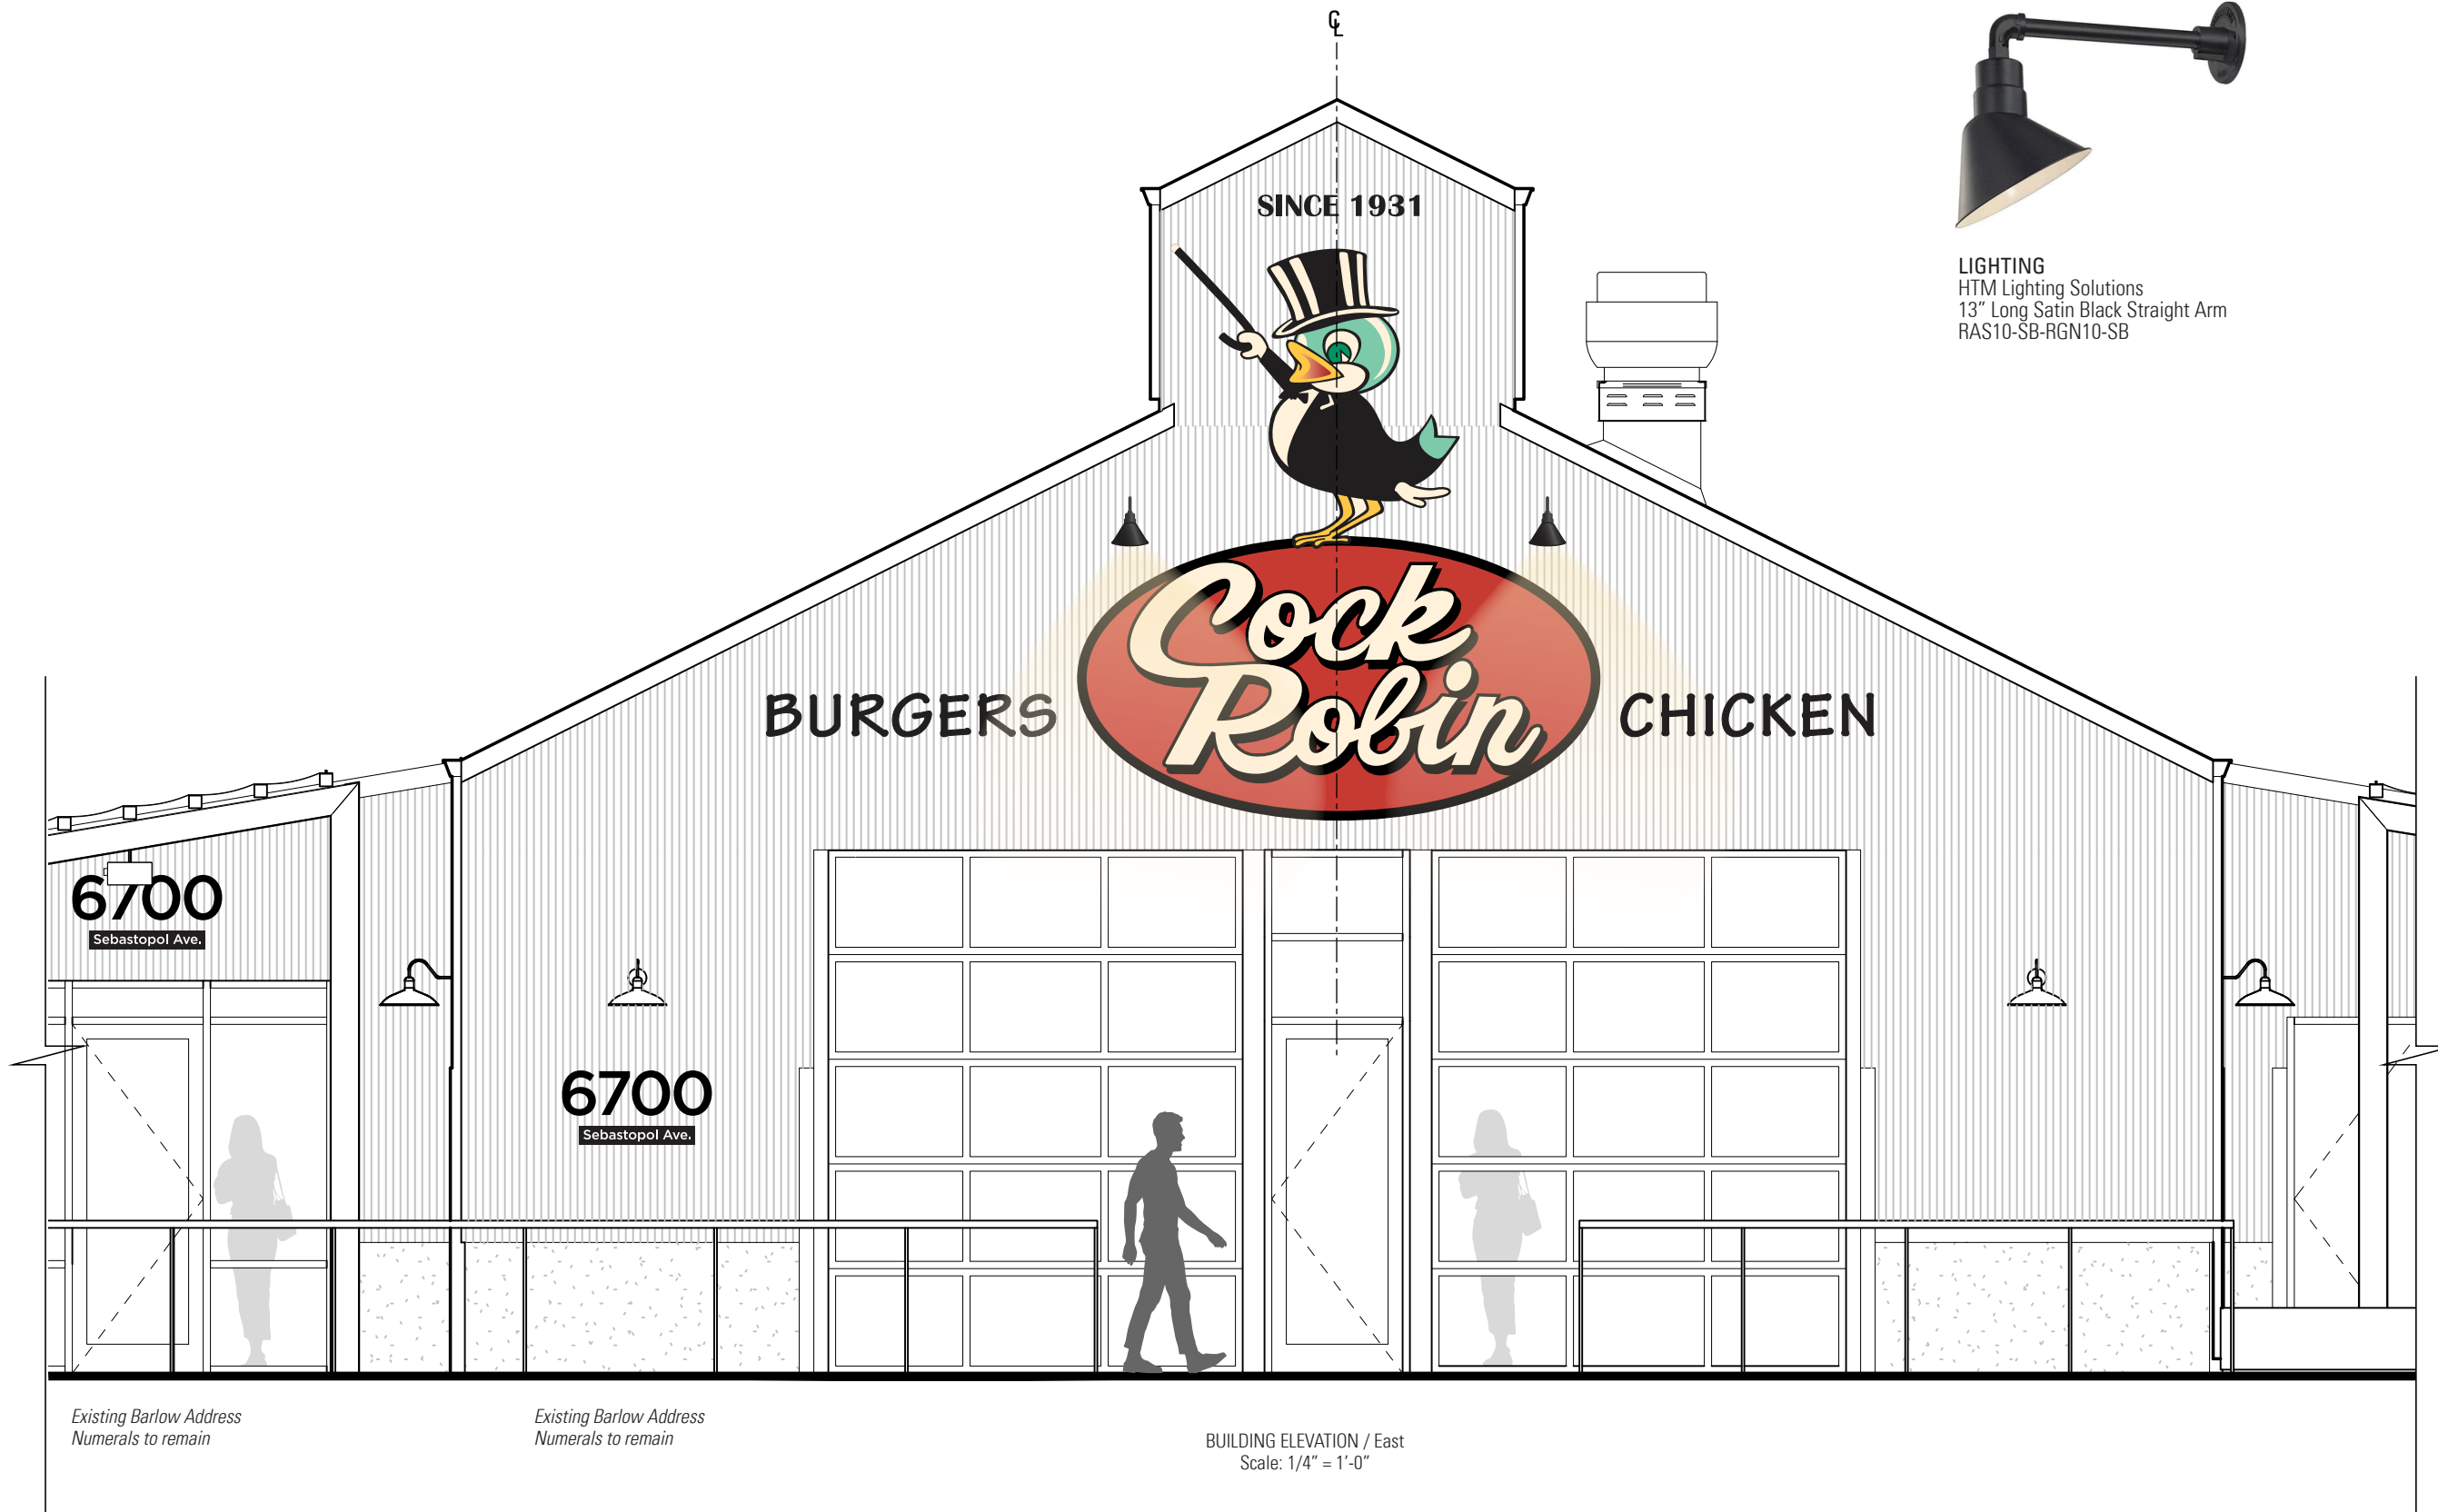 ℄
SINCE 1931
LIGHTING
HTM Lighting Solutions
13” Long Satin Black Straight Arm
RAS10-SB-RGN10-SB
Cock
Robin
BURGERS
CHICKEN
6700
Sebastopol Ave.
6700
Sebastopol Ave.
Existing Barlow Address
Numerals to remain
Existing Barlow Address
Numerals to remain
BUILDING ELEVATION / East
Scale: 1/4” = 1’-0”